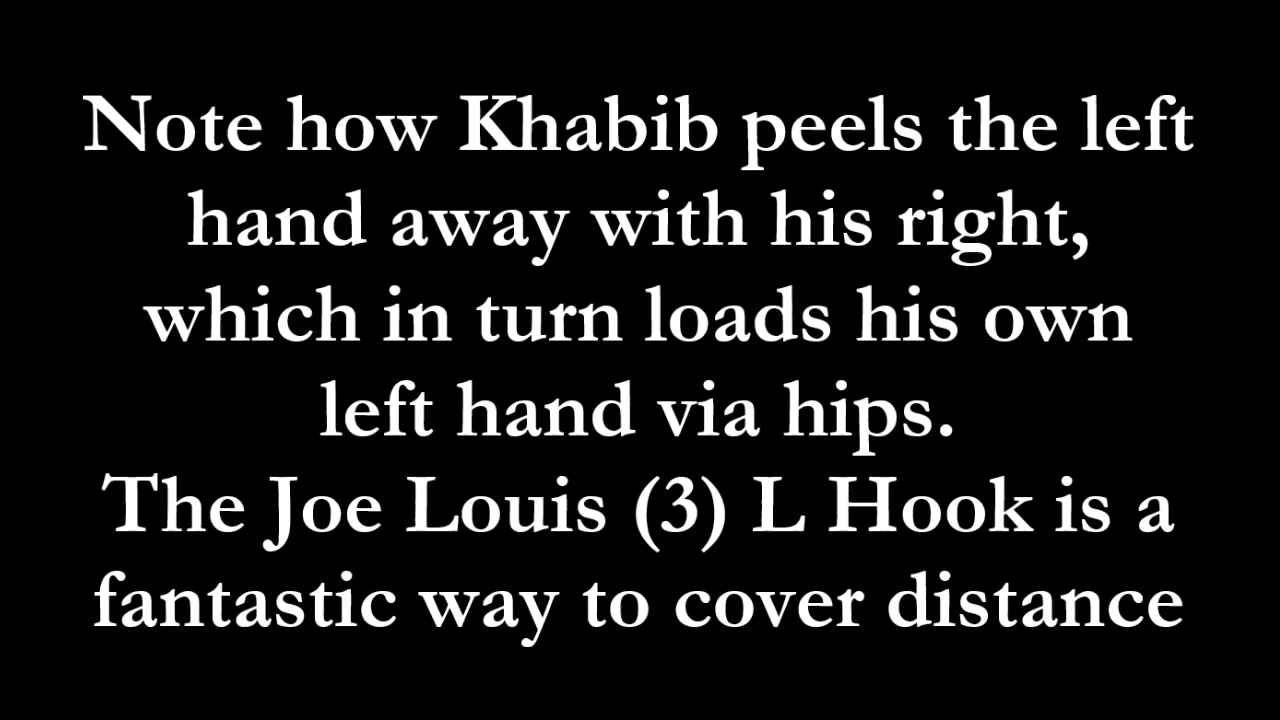 Note how Khabib peels the left
hand away with his right,
which in turn loads his own
left hand via hips.
The Joe Louis (3) L Hook is a
fantastic way to cover distance